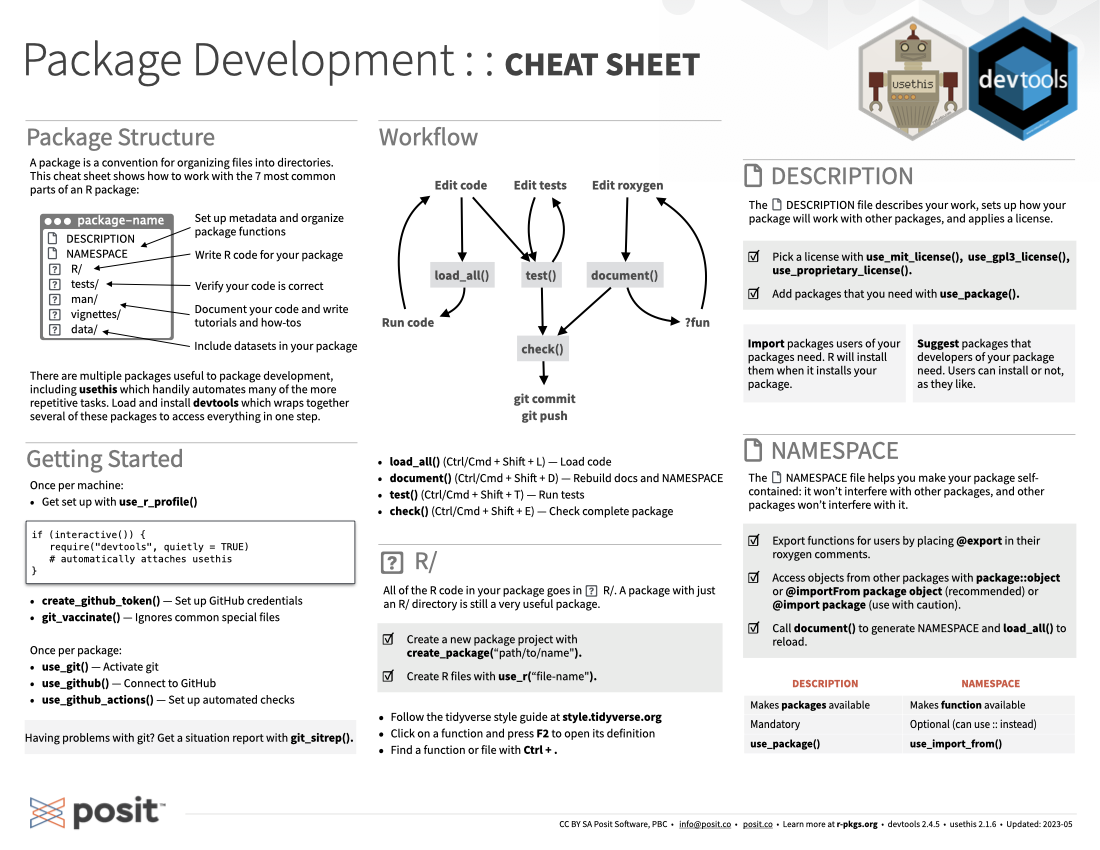 Package Development : : CHEAT SHEET
usethis
devtools
Package Structure
A package is a convention for organizing files into directories.
This cheat sheet shows how to work with the 7 most common
parts of an R package:
package-name
DESCRIPTION
NAMESPACE
R/
tests/
man/
vignettes/
data/
Set up metadata and organize
package functions
Write R code for your package
Verify your code is correct
Document your code and write
tutorials and how-tos
Include datasets in your package
There are multiple packages useful to package development,
including usethis which handily automates many of the more
repetitive tasks. Load and install devtools which wraps together
several of these packages to access everything in one step.
Getting Started
Once per machine:
• Get set up with use_r_profile()
if (interactive()) {
require("devtools", quietly = TRUE)
# automatically attaches usethis
}
• create_github_token() — Set up GitHub credentials
• git_vaccinate() — Ignores common special files
Once per package:
• use_git() — Activate git
• use_github() — Connect to GitHub
• use_github_actions() — Set up automated checks
Having problems with git? Get a situation report with git_sitrep().
Workflow
Edit code
Edit tests
Edit roxygen
load_all()
test()
document()
Run code
?fun
check()
git commit
git push
• load_all() (Ctrl/Cmd + Shift + L) — Load code
• document() (Ctrl/Cmd + Shift + D) — Rebuild docs and NAMESPACE
• test() (Ctrl/Cmd + Shift + T) — Run tests
• check() (Ctrl/Cmd + Shift + E) — Check complete package
R/
All of the R code in your package goes in R/. A package with just
an R/ directory is still a very useful package.
Create a new package project with
create_package(“path/to/name").
Create R files with use_r(“file-name").
• Follow the tidyverse style guide at style.tidyverse.org
• Click on a function and press F2 to open its definition
• Find a function or file with Ctrl + .
DESCRIPTION
The DESCRIPTION file describes your work, sets up how your
package will work with other packages, and applies a license.
Pick a license with use_mit_license(), use_gpl3_license(),
use_proprietary_license().
Add packages that you need with use_package().
Import packages users of your
packages need. R will install
them when it installs your
package.
Suggest packages that
developers of your package
need. Users can install or not,
as they like.
NAMESPACE
The NAMESPACE file helps you make your package self-
contained: it won’t interfere with other packages, and other
packages won’t interfere with it.
Export functions for users by placing @export in their
roxygen comments.
Access objects from other packages with package::object
or @importFrom package object (recommended) or
@import package (use with caution).
Call document() to generate NAMESPACE and load_all() to
reload.
DESCRIPTION NAMESPACE
Makes packages available Makes function available
Mandatory Optional (can use :: instead)
use_package() use_import_from()
posit™
CC BY SA Posit Software, PBC • info@posit.co • posit.co • Learn more at r-pkgs.org • devtools 2.4.5 • usethis 2.1.6 • Updated: 2023-05